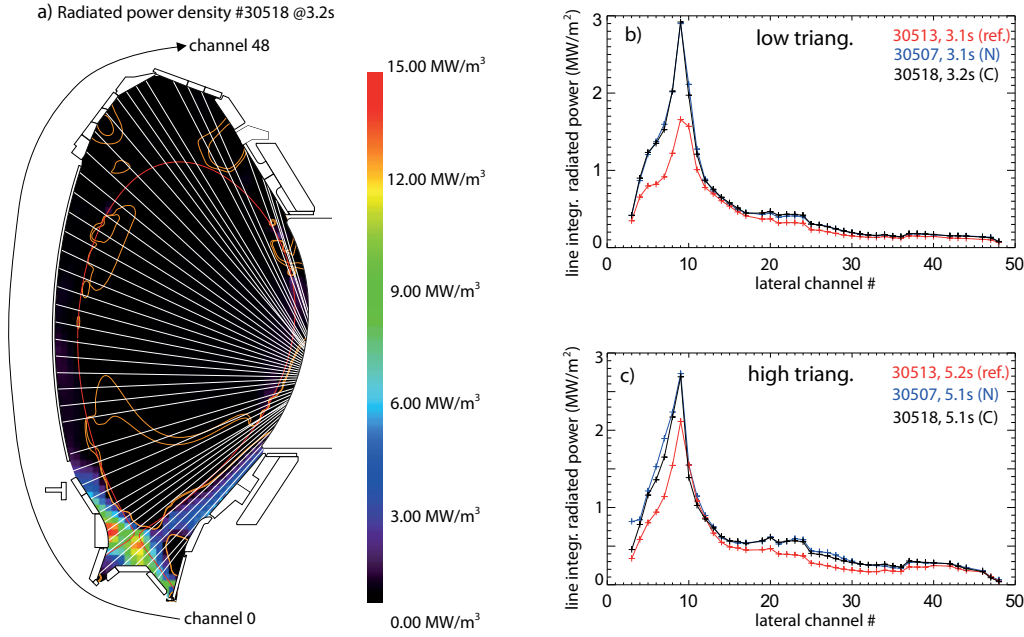 a) Radiated power density #30518 @3.2s
channel 48
15.00 MW/m³
12.00 MW/m³
9.00 MW/m³
6.00 MW/m³
3.00 MW/m³
0.00 MW/m³
channel 0
b)
low triang.
30513, 3.1s (ref.)
30507, 3.1s (N)
30518, 3.2s (C)
line integr. radiated power (MW/m²)
3
2
1
0
0 10 20 30 40 50
lateral channel #
c)
high triang.
30513, 5.2s (ref.)
30507, 5.1s (N)
30518, 5.1s (C)
line integr. radiated power (MW/m²)
3
2
1
0
0 10 20 30 40 50
lateral channel #